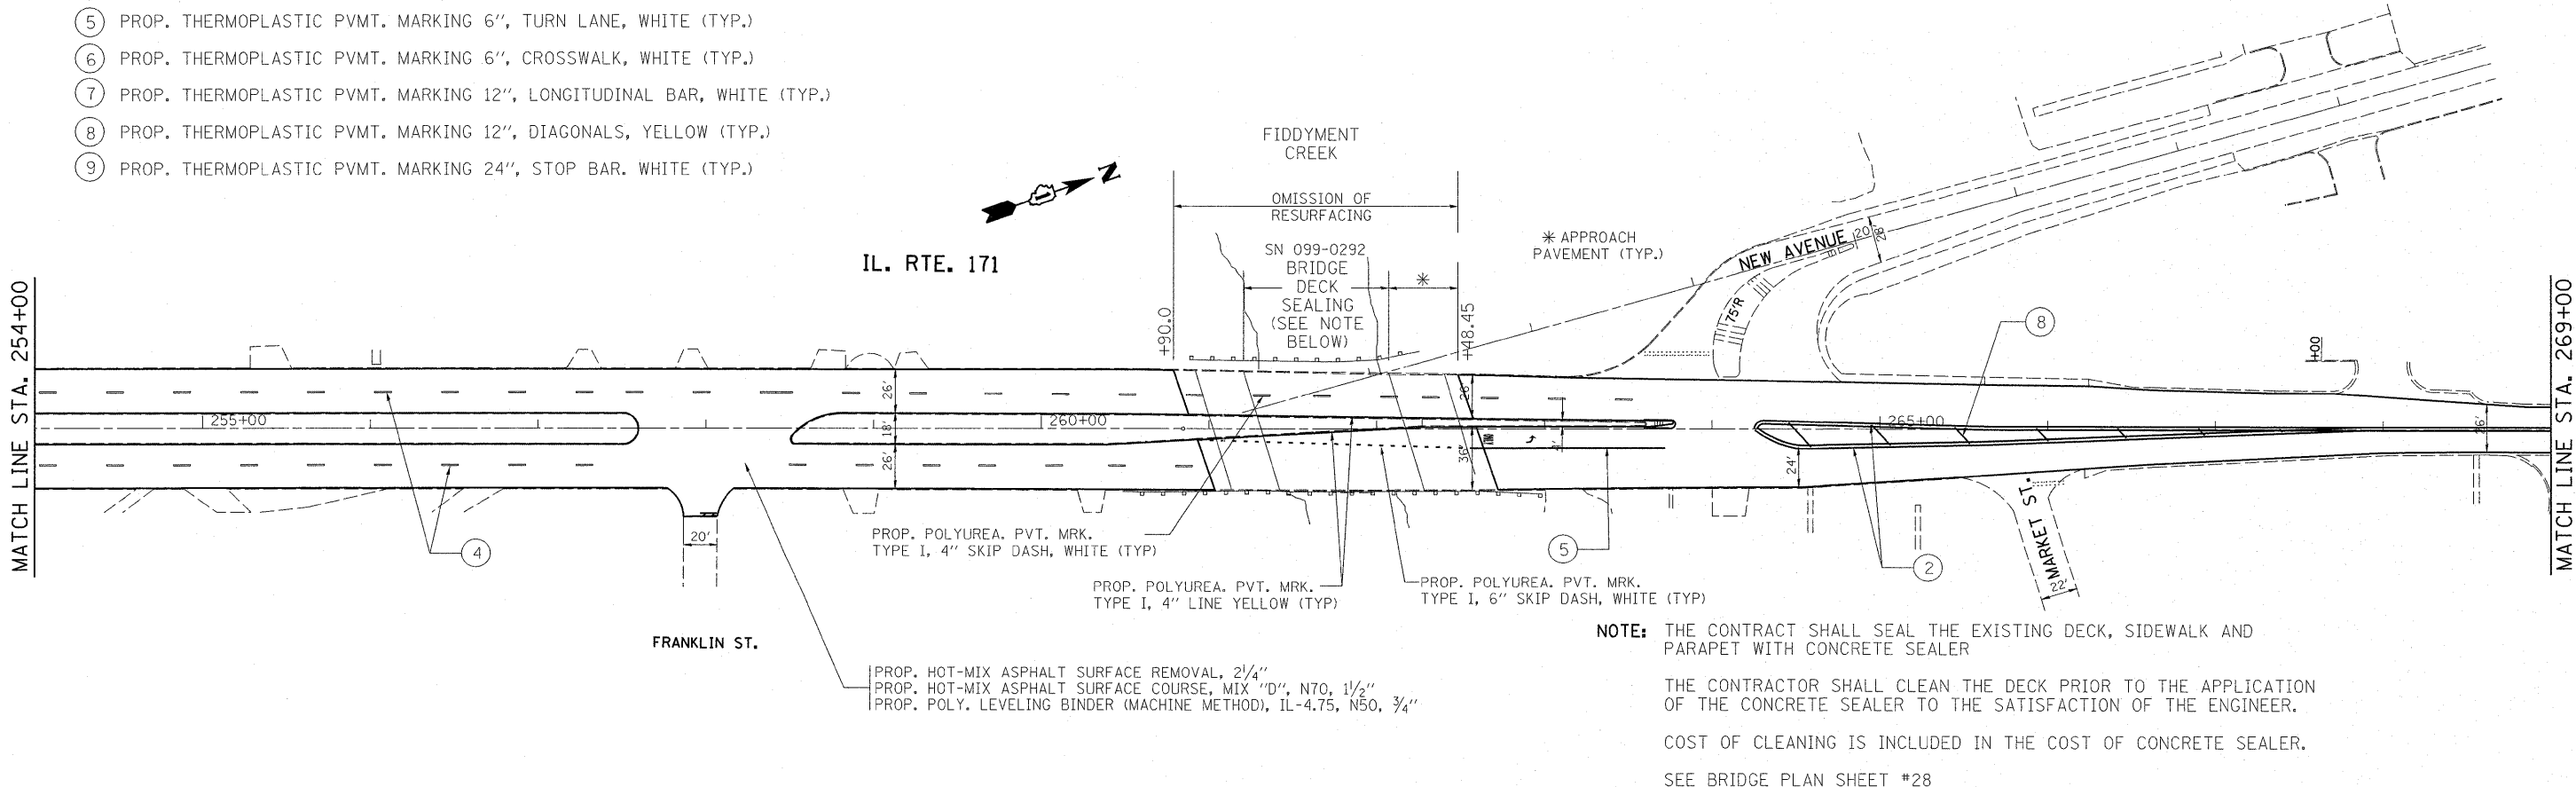 5 PROP. THERMOPLASTIC PVMT. MARKING 6", TURN LANE, WHITE (TYP.)
6 PROP. THERMOPLASTIC PVMT. MARKING 6", CROSSWALK, WHITE (TYP.)
7 PROP. THERMOPLASTIC PVMT. MARKING 12", LONGITUDINAL BAR, WHITE (TYP.)
8 PROP. THERMOPLASTIC PVMT. MARKING 12", DIAGONALS, YELLOW (TYP.)
9 PROP. THERMOPLASTIC PVMT. MARKING 24", STOP BAR. WHITE (TYP.)
FIDDYMENT
CREEK
N
OMISSION OF
RESURFACING
IL. RTE. 171
SN 099-0292
BRIDGE
DECK
SEALING
(SEE NOTE
BELOW)
*
* APPROACH
PAVEMENT (TYP.)
NEW AVENUE
20'
28'
75'R
8
+90.0
+48.45
+00
MATCH LINE STA. 254+00
MATCH LINE STA. 269+00
255+00
260+00
265+00
26'
18'
26'
26'
36'
4'
24'
26'
20'
4
5
2
MARKET ST.
22'
PROP. POLYUREA. PVT. MRK.
TYPE I, 4" SKIP DASH, WHITE (TYP)
PROP. POLYUREA. PVT. MRK.
TYPE I, 4" LINE YELLOW (TYP)
PROP. POLYUREA. PVT. MRK.
TYPE I, 6" SKIP DASH, WHITE (TYP)
FRANKLIN ST.
PROP. HOT-MIX ASPHALT SURFACE REMOVAL, 2 1/4"
PROP. HOT-MIX ASPHALT SURFACE COURSE, MIX "D", N70, 1 1/2"
PROP. POLY. LEVELING BINDER (MACHINE METHOD), IL-4.75, N50, 3/4"
NOTE: THE CONTRACT SHALL SEAL THE EXISTING DECK, SIDEWALK AND
PARAPET WITH CONCRETE SEALER
THE CONTRACTOR SHALL CLEAN THE DECK PRIOR TO THE APPLICATION
OF THE CONCRETE SEALER TO THE SATISFACTION OF THE ENGINEER.
COST OF CLEANING IS INCLUDED IN THE COST OF CONCRETE SEALER.
SEE BRIDGE PLAN SHEET #28